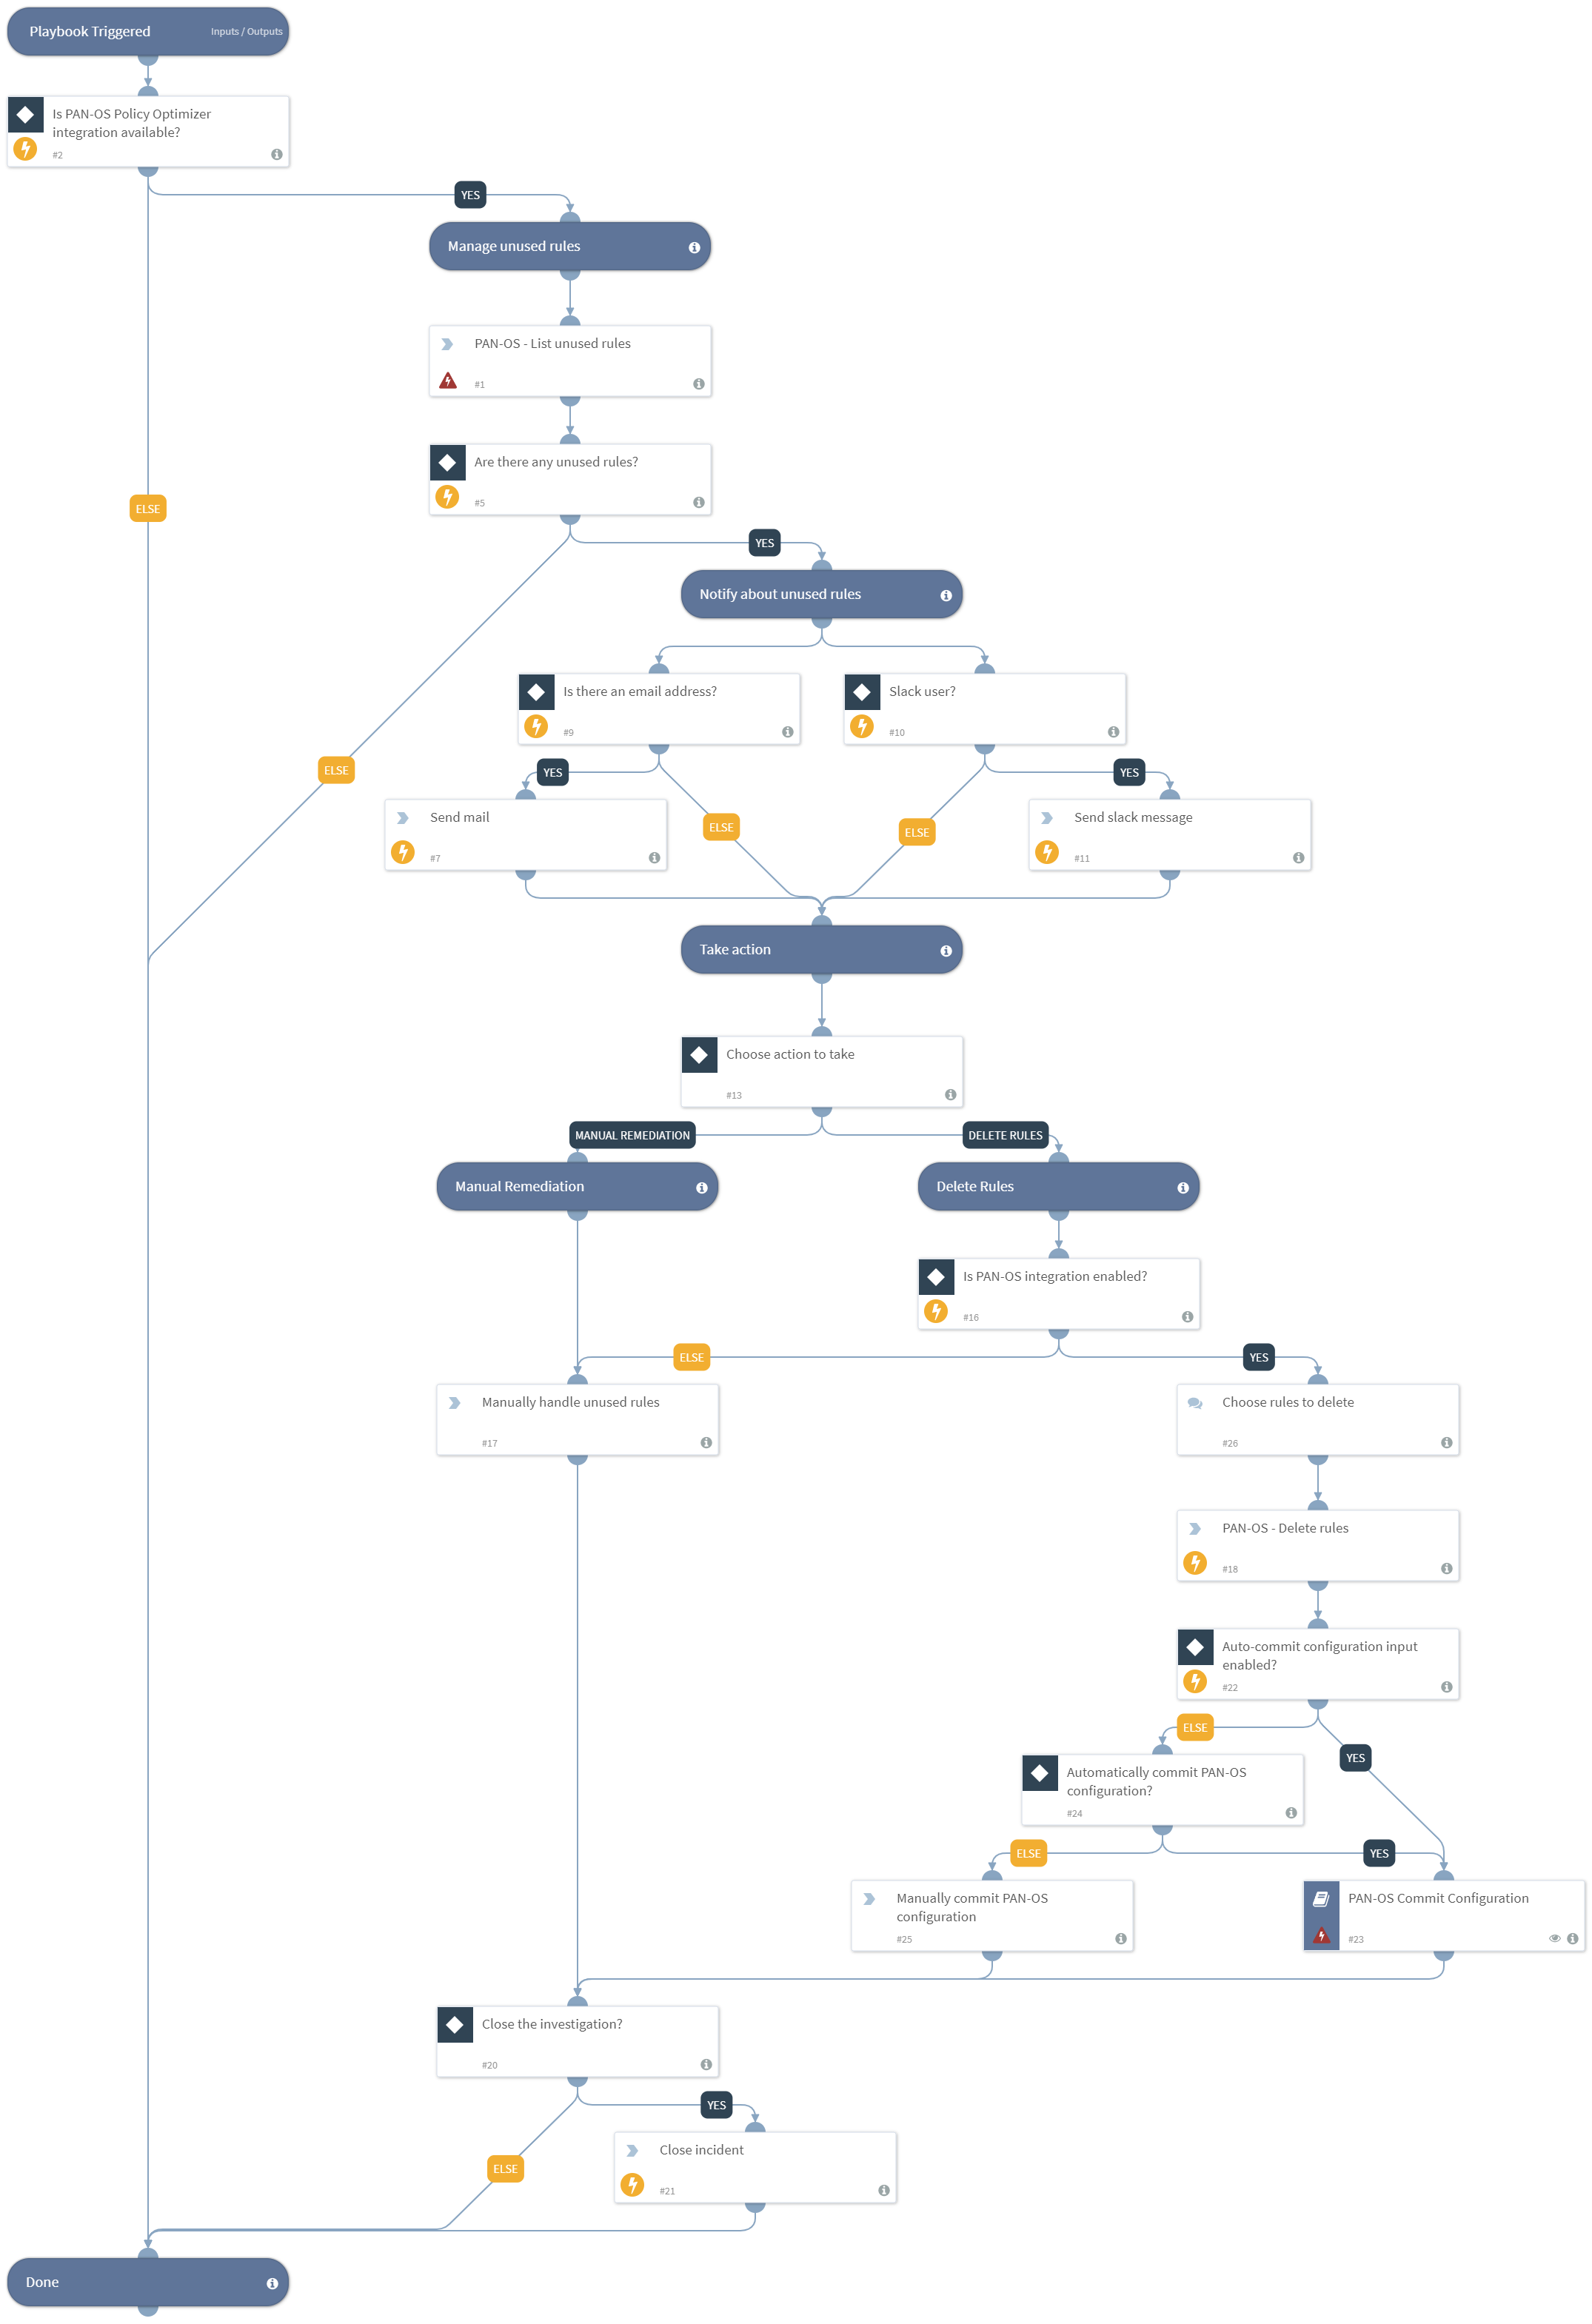 Playbook Triggered
Inputs / Outputs
Is PAN-OS Policy Optimizer
integration available?
#2
YES
Manage unused rules
PAN-OS - List unused rules
#1
Are there any unused rules?
#5
ELSE
YES
Notify about unused rules
Is there an email address?
#9
Slack user?
#10
ELSE
YES
YES
Send mail
#7
ELSE
ELSE
Send slack message
#11
Take action
Choose action to take
#13
MANUAL REMEDIATION
DELETE RULES
Manual Remediation
Delete Rules
Is PAN-OS integration enabled?
#16
ELSE
YES
Manually handle unused rules
#17
Choose rules to delete
#26
PAN-OS - Delete rules
#18
Auto-commit configuration input
enabled?
#22
ELSE
YES
Automatically commit PAN-OS
configuration?
#24
ELSE
YES
Manually commit PAN-OS
configuration
#25
PAN-OS Commit Configuration
#23
Close the investigation?
#20
YES
Close incident
#21
ELSE
Done